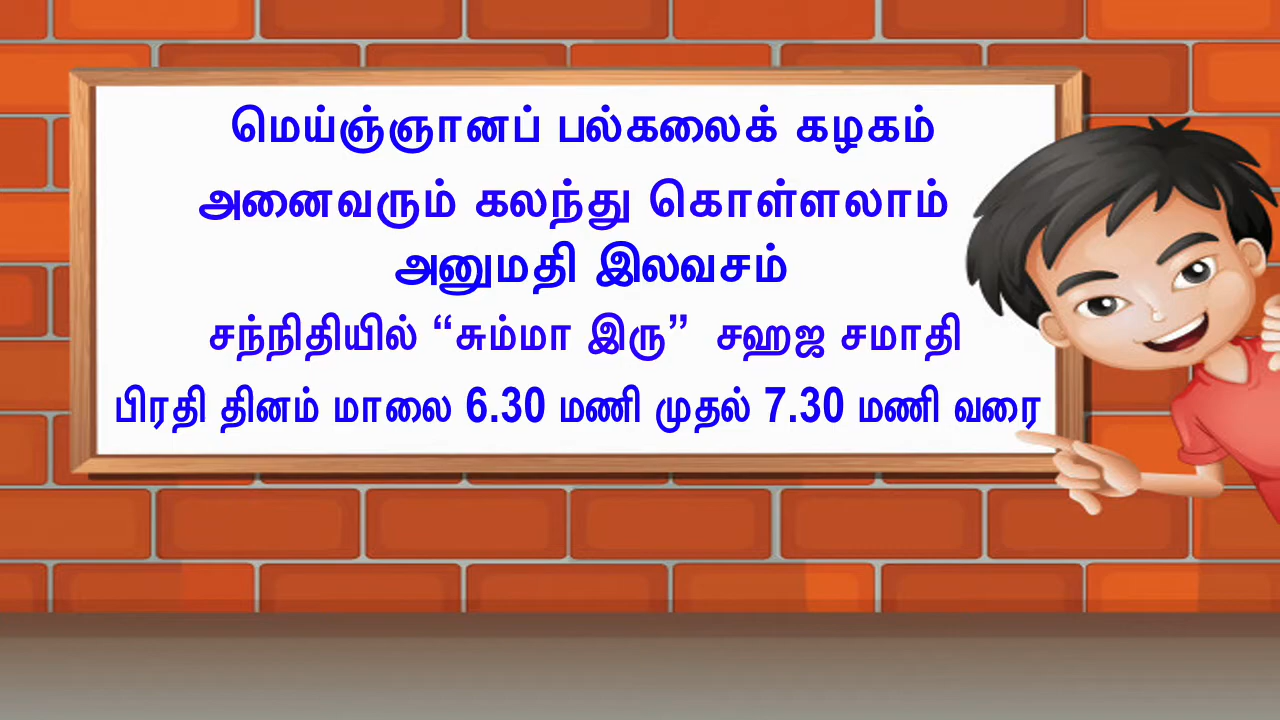 மெய்ஞ்ஞானப் பல்கலைக் கழகம்
அனைவரும் கலந்து கொள்ளலாம்
அனுமதி இலவசம்
சந்நிதியில் “சும்மா இரு” சஹஜ சமாதி
பிரதி தினம் மாலை 6.30 மணி முதல் 7.30 மணி வரை